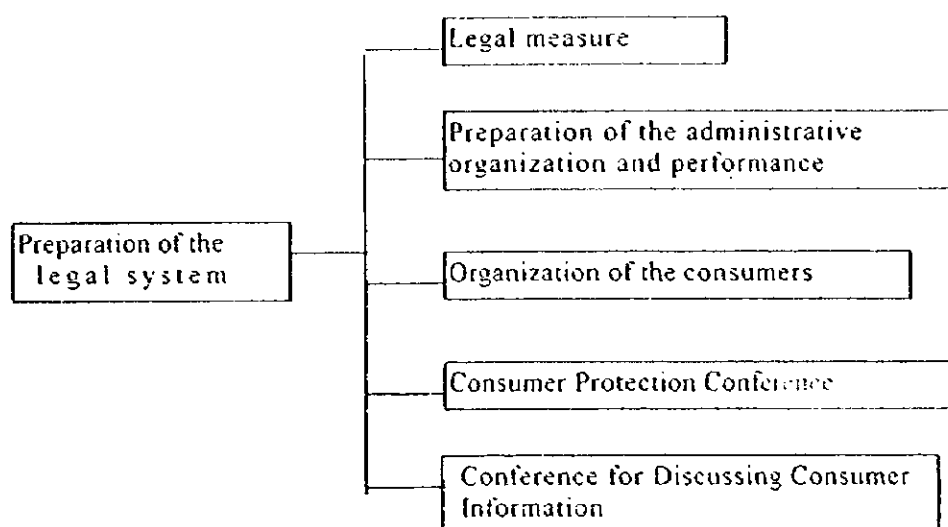 Legal measure
Preparation of the administrative
organization and performance
Preparation of the
legal system
Organization of the consumers
Consumer Protection Conference
Conference for Discussing Consumer
Information